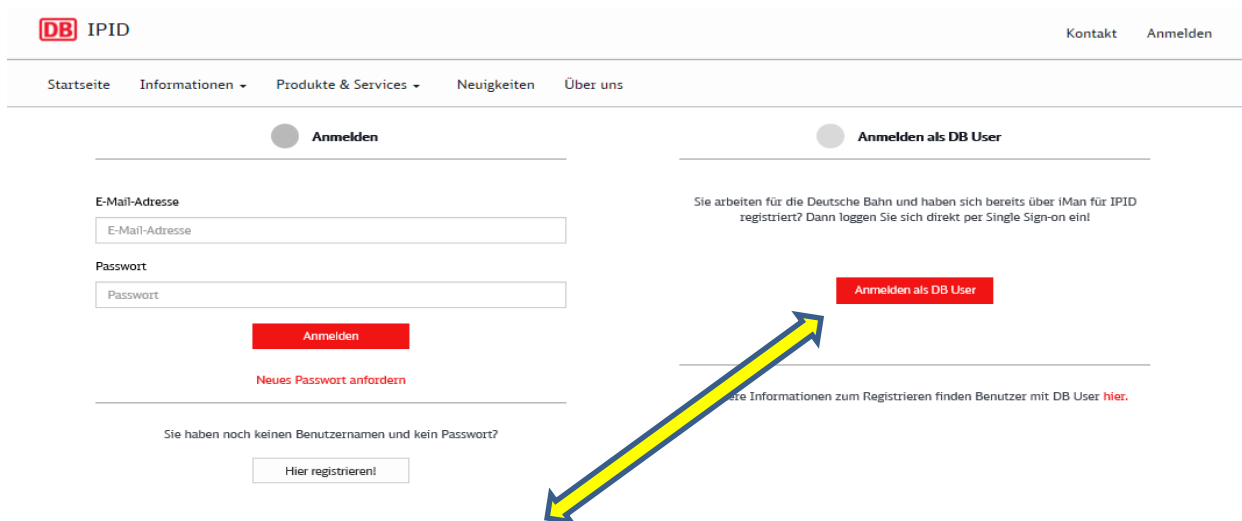 DB IPID
Kontakt Anmelden
Startseite Informationen Produkte & Services Neuigkeiten Über uns
Anmelden
E-Mail-Adresse
E-Mail-Adresse
Passwort
Passwort
Anmelden
Neues Passwort anfordern
Sie haben noch keinen Benutzernamen und kein Passwort?
Hier registrieren!
Anmelden als DB User
Sie arbeiten für die Deutsche Bahn und haben sich bereits über iMan für IPID
registriert? Dann loggen Sie sich direkt per Single Sign-on ein!
Anmelden als DB User
Informationen zum Registrieren finden Benutzer mit DB User hier.